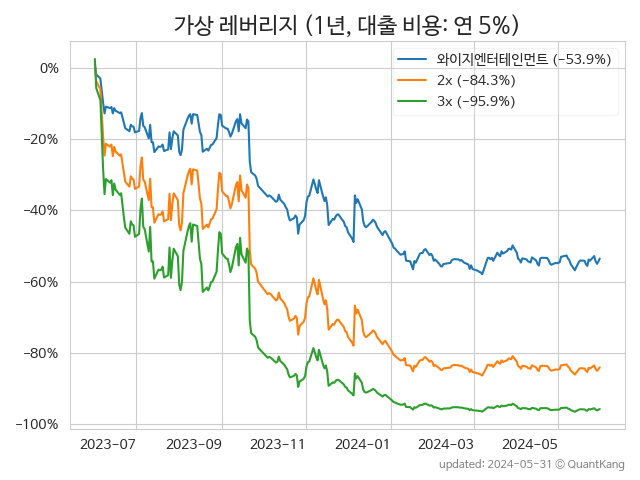 가상 레버리지 (1년, 대출 비용: 연 5%)
와이지엔터테인먼트 (−53.9%)
2x (−84.3%)
3x (−95.9%)
0%
−20%
−40%
−60%
−80%
−100%
2023-07
2023-09
2023-11
2024-01
2024-03
2024-05
updated: 2024-05-31 © QuantKang